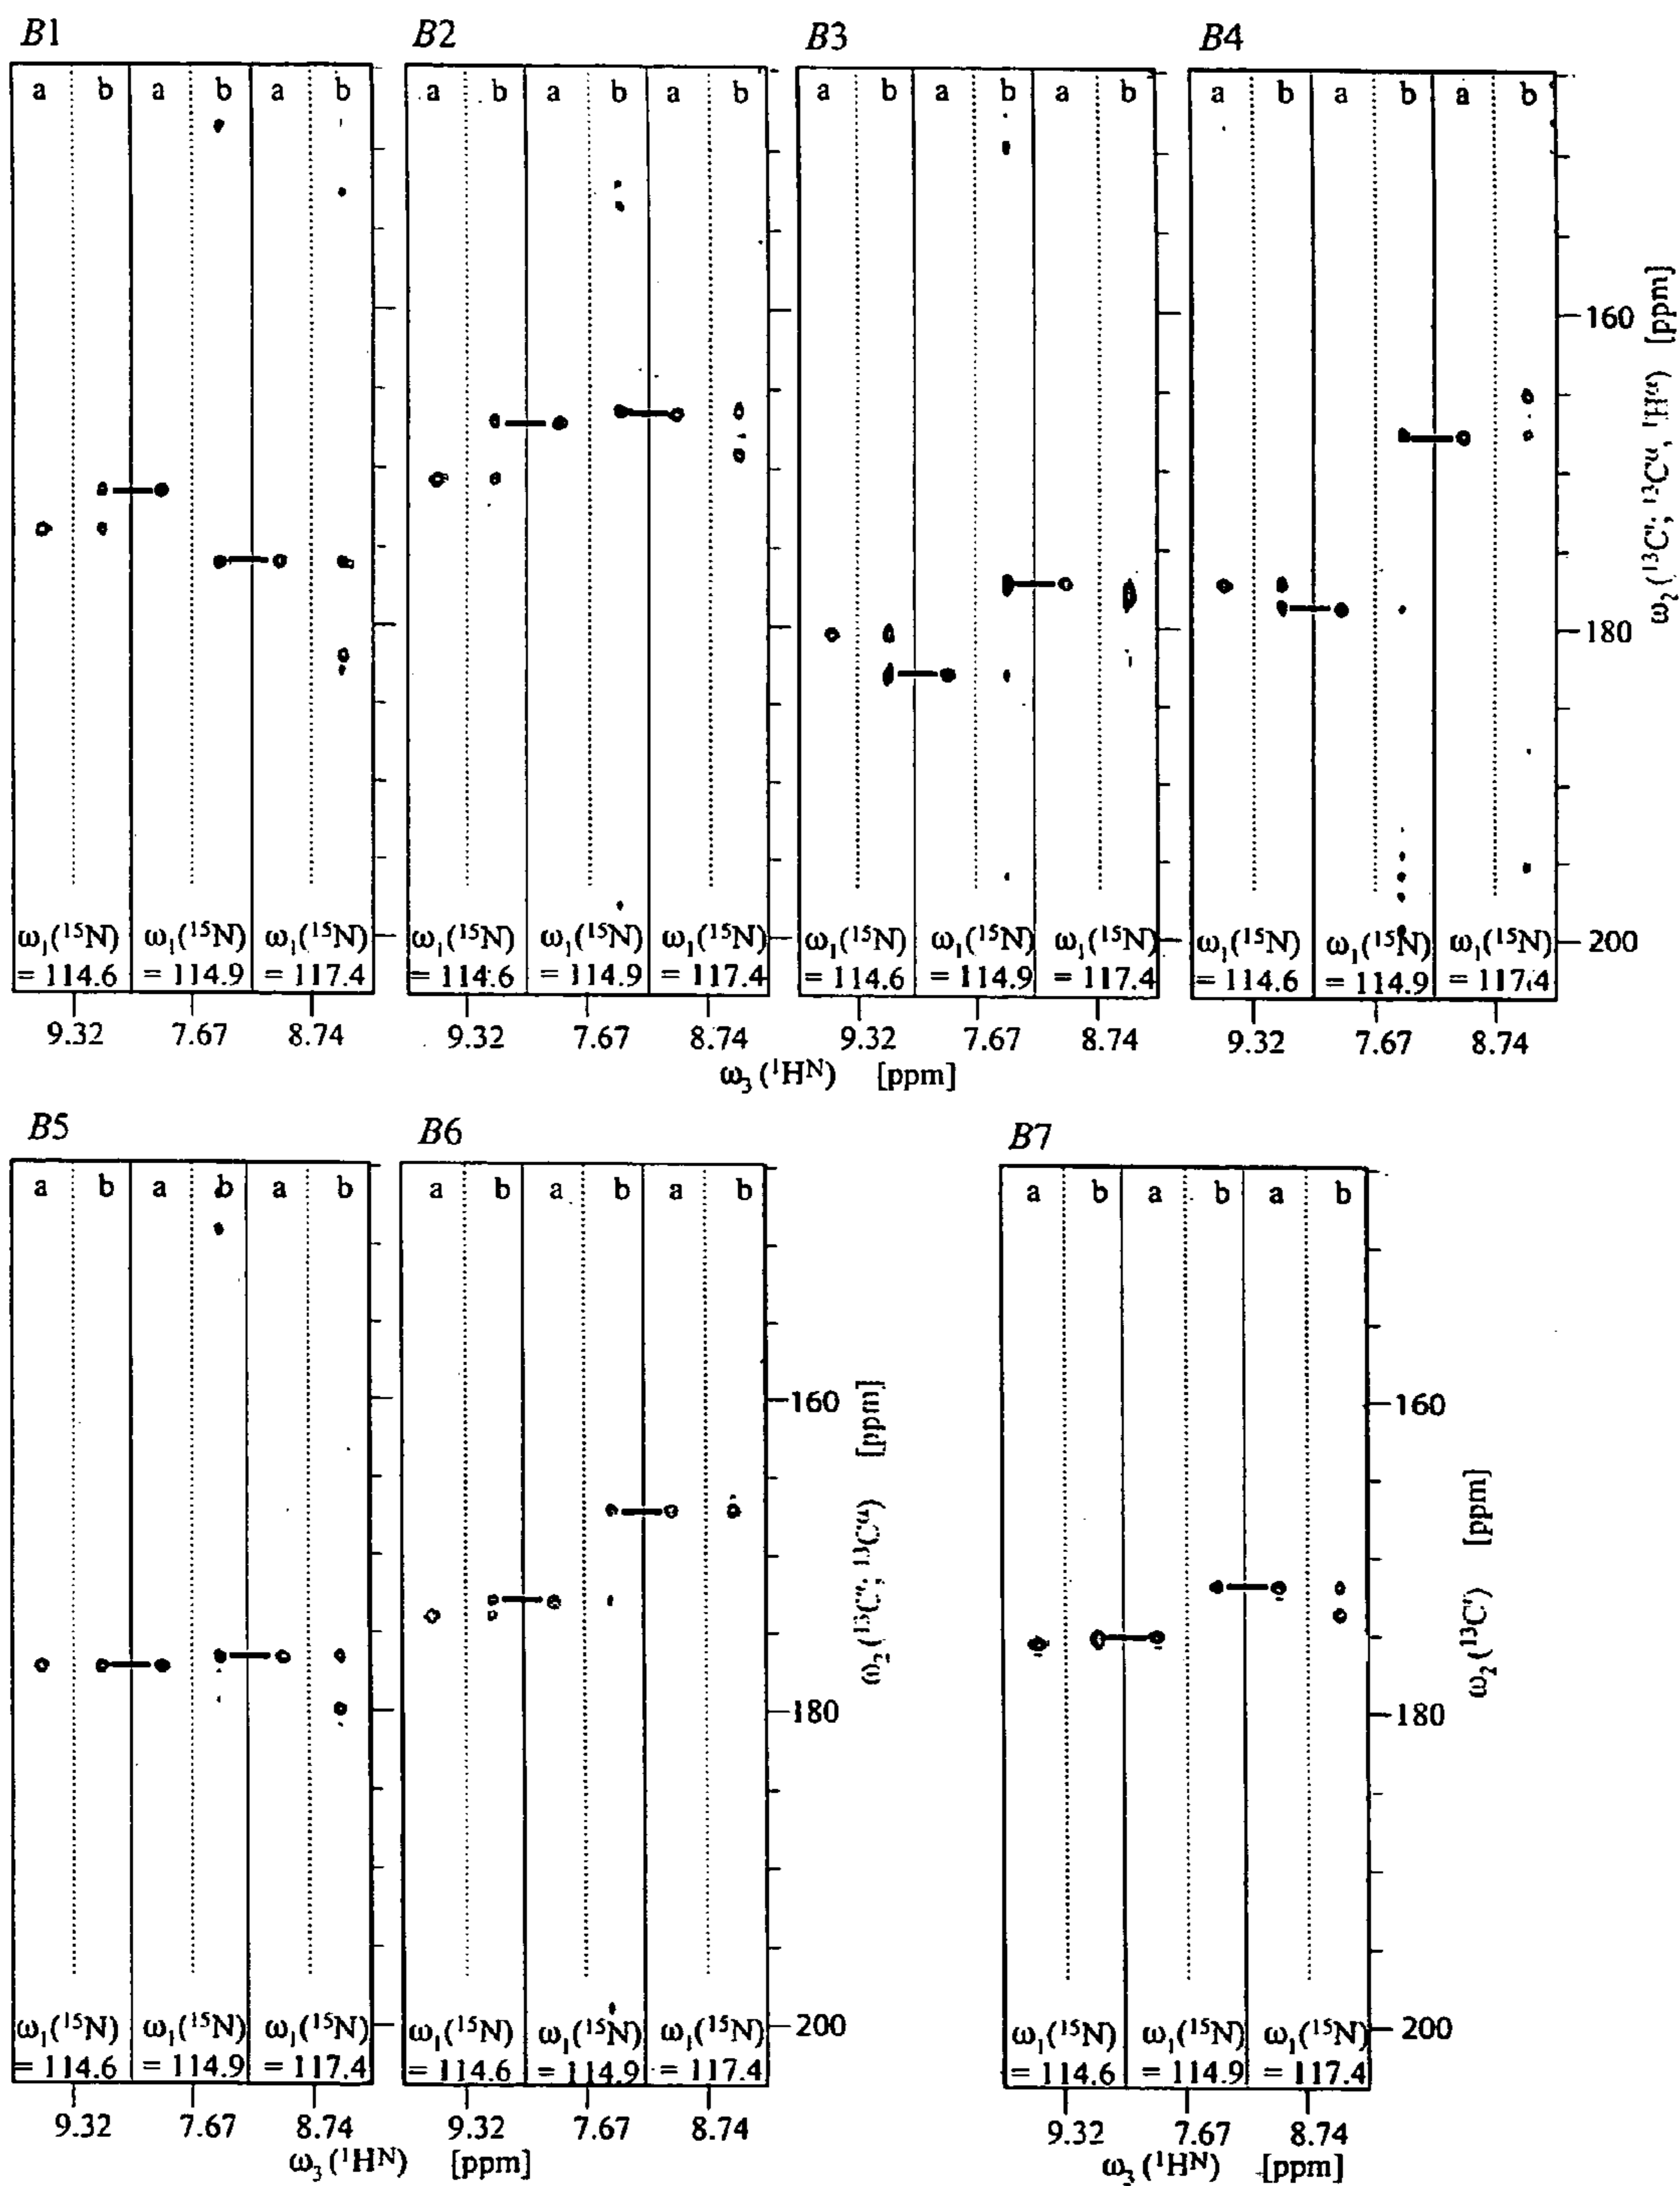 B1 B2 B3 B4
a b a b a b a b a b a b a b a b a b a b a b a b
160
180
200
ω₂ (¹³C'; ¹³Cα, ¹Hα) [ppm]
ω₁(¹⁵N) ω₁(¹⁵N) ω₁(¹⁵N) ω₁(¹⁵N) ω₁(¹⁵N) ω₁(¹⁵N) ω₁(¹⁵N) ω₁(¹⁵N) ω₁(¹⁵N) ω₁(¹⁵N) ω₁(¹⁵N) ω₁(¹⁵N)
= 114.6 = 114.9 = 117.4 = 114.6 = 114.9 = 117.4 = 114.6 = 114.9 = 117.4 = 114.6 = 114.9 = 117.4
9.32 7.67 8.74 9.32 7.67 8.74 9.32 7.67 8.74 9.32 7.67 8.74
ω₃ (¹Hᴺ) [ppm]
B5 B6 B7
a b a b a b a b a b a b a b a b a b
160 160
180 180
200 200
ω₂ (¹³C'; ¹³Cα) [ppm]
ω₂ (¹³C') [ppm]
ω₁(¹⁵N) ω₁(¹⁵N) ω₁(¹⁵N) ω₁(¹⁵N) ω₁(¹⁵N) ω₁(¹⁵N) ω₁(¹⁵N) ω₁(¹⁵N) ω₁(¹⁵N)
= 114.6 = 114.9 = 117.4 = 114.6 = 114.9 = 117.4 = 114.6 = 114.9 = 117.4
9.32 7.67 8.74 9.32 7.67 8.74 9.32 7.67 8.74
ω₃ (¹Hᴺ) [ppm] ω₃ (¹Hᴺ) [ppm]